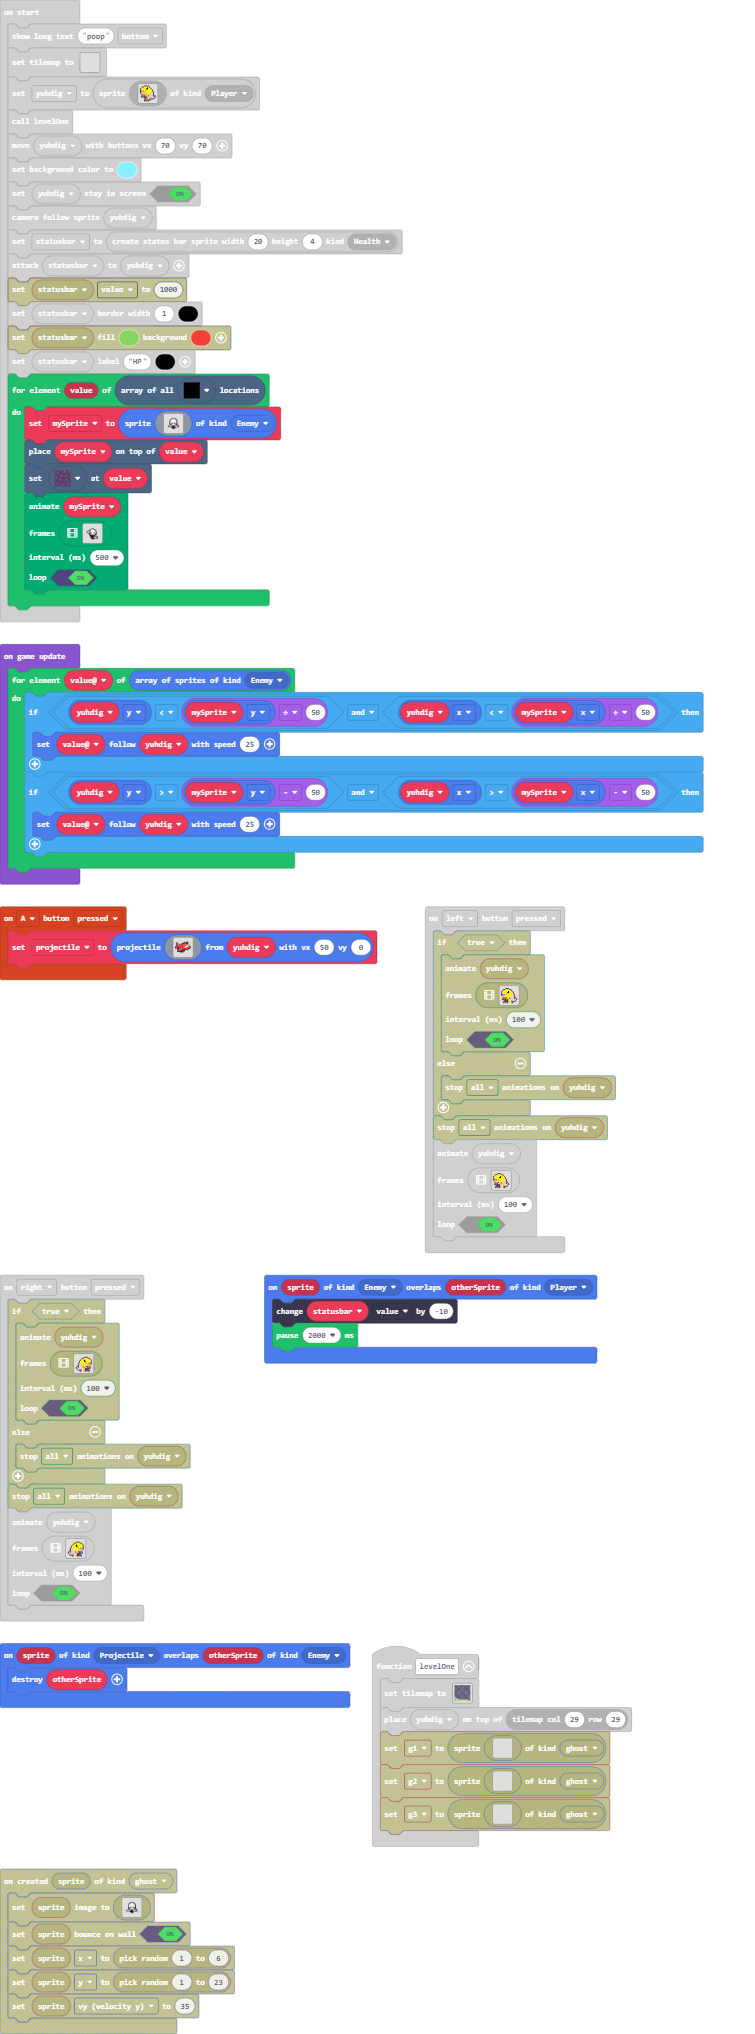 on start
show long text "poop" bottom
set tilemap to
set yuhdig to sprite of kind Player
call levelOne
move yuhdig with buttons vx 70 vy 70
set background color to
set yuhdig stay in screen ON
camera follow sprite yuhdig
set statusbar to create status bar sprite width 20 height 4 kind Health
attach statusbar to yuhdig
set statusbar value to 1000
set statusbar border width 1
set statusbar fill background
set statusbar label "HP"
for element value of array of all locations
do
set mySprite to sprite of kind Enemy
place mySprite on top of value
set at value
animate mySprite
frames
interval (ms) 500
loop ON
on game update
for element value@ of array of sprites of kind Enemy
do
if yuhdig y < mySprite y ÷ 50 and yuhdig x < mySprite x ÷ 50 then
set value@ follow yuhdig with speed 25
if yuhdig y > mySprite y - 50 and yuhdig x > mySprite x - 50 then
set value@ follow yuhdig with speed 25
on A button pressed
set projectile to projectile from yuhdig with vx 50 vy 0
on left button pressed
if true then
animate yuhdig
frames
interval (ms) 100
loop ON
else
stop all animations on yuhdig
stop all animations on yuhdig
animate yuhdig
frames
interval (ms) 100
loop ON
on right button pressed
if true then
animate yuhdig
frames
interval (ms) 100
loop ON
else
stop all animations on yuhdig
stop all animations on yuhdig
animate yuhdig
frames
interval (ms) 100
loop ON
on sprite of kind Enemy overlaps otherSprite of kind Player
change statusbar value by -10
pause 2000 ms
on sprite of kind Projectile overlaps otherSprite of kind Enemy
destroy otherSprite
function levelOne
set tilemap to
place yuhdig on top of tilemap col 29 row 29
set g1 to sprite of kind ghost
set g2 to sprite of kind ghost
set g3 to sprite of kind ghost
on created sprite of kind ghost
set sprite image to
set sprite bounce on wall ON
set sprite x to pick random 1 to 6
set sprite y to pick random 1 to 23
set sprite vy (velocity y) to 35